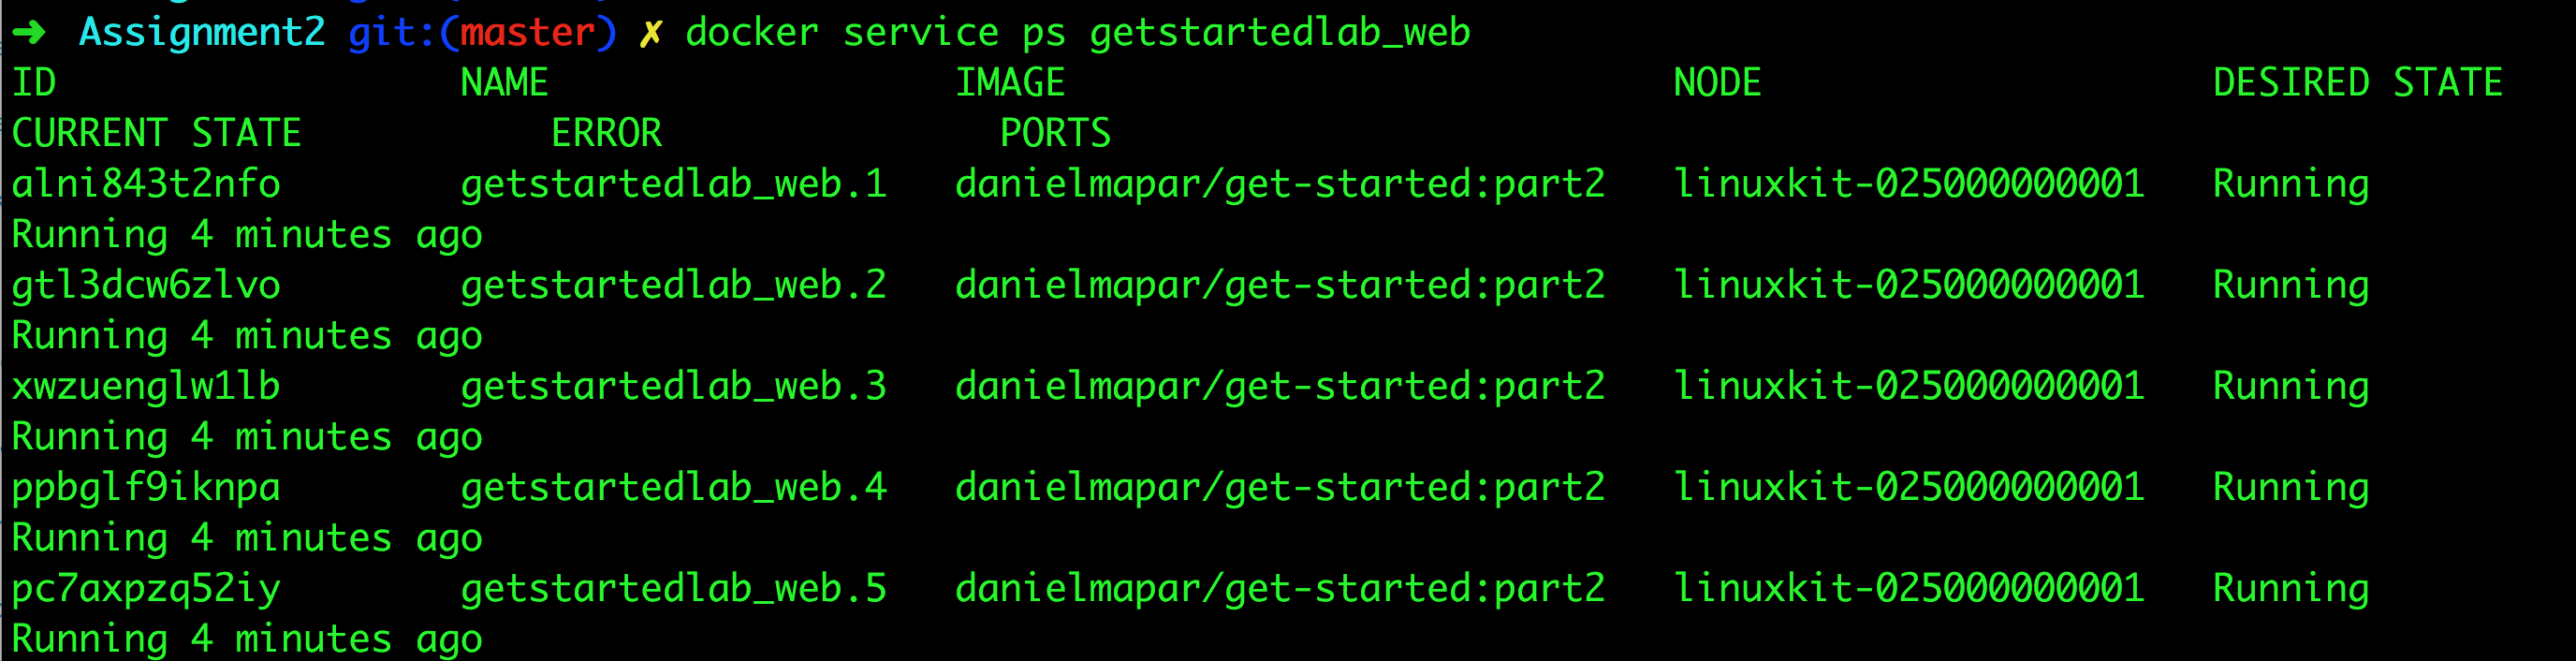 ➜  Assignment2 git:(master) ✗ docker service ps getstartedlab_web
ID                  NAME                  IMAGE                           NODE                    DESIRED STATE
CURRENT STATE           ERROR               PORTS
alni843t2nfo        getstartedlab_web.1   danielmapar/get-started:part2   linuxkit-025000000001   Running
Running 4 minutes ago
gtl3dcw6zlvo        getstartedlab_web.2   danielmapar/get-started:part2   linuxkit-025000000001   Running
Running 4 minutes ago
xwzuenglw1lb        getstartedlab_web.3   danielmapar/get-started:part2   linuxkit-025000000001   Running
Running 4 minutes ago
ppbglf9iknpa        getstartedlab_web.4   danielmapar/get-started:part2   linuxkit-025000000001   Running
Running 4 minutes ago
pc7axpzq52iy        getstartedlab_web.5   danielmapar/get-started:part2   linuxkit-025000000001   Running
Running 4 minutes ago